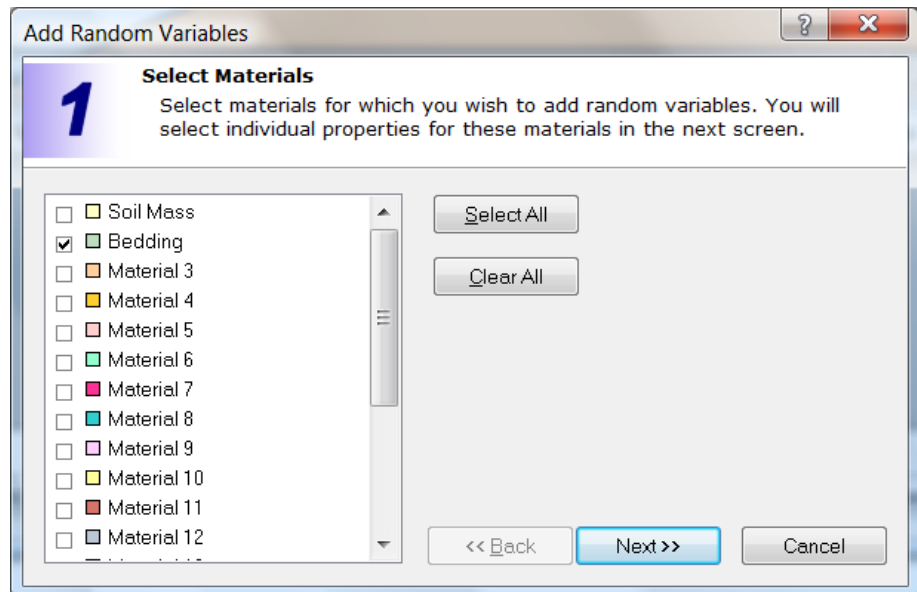 Add Random Variables
?
X
1
Select Materials
Select materials for which you wish to add random variables. You will
select individual properties for these materials in the next screen.
Soil Mass
Bedding
Material 3
Material 4
Material 5
Material 6
Material 7
Material 8
Material 9
Material 10
Material 11
Material 12
Select All
Clear All
<< Back
Next >>
Cancel